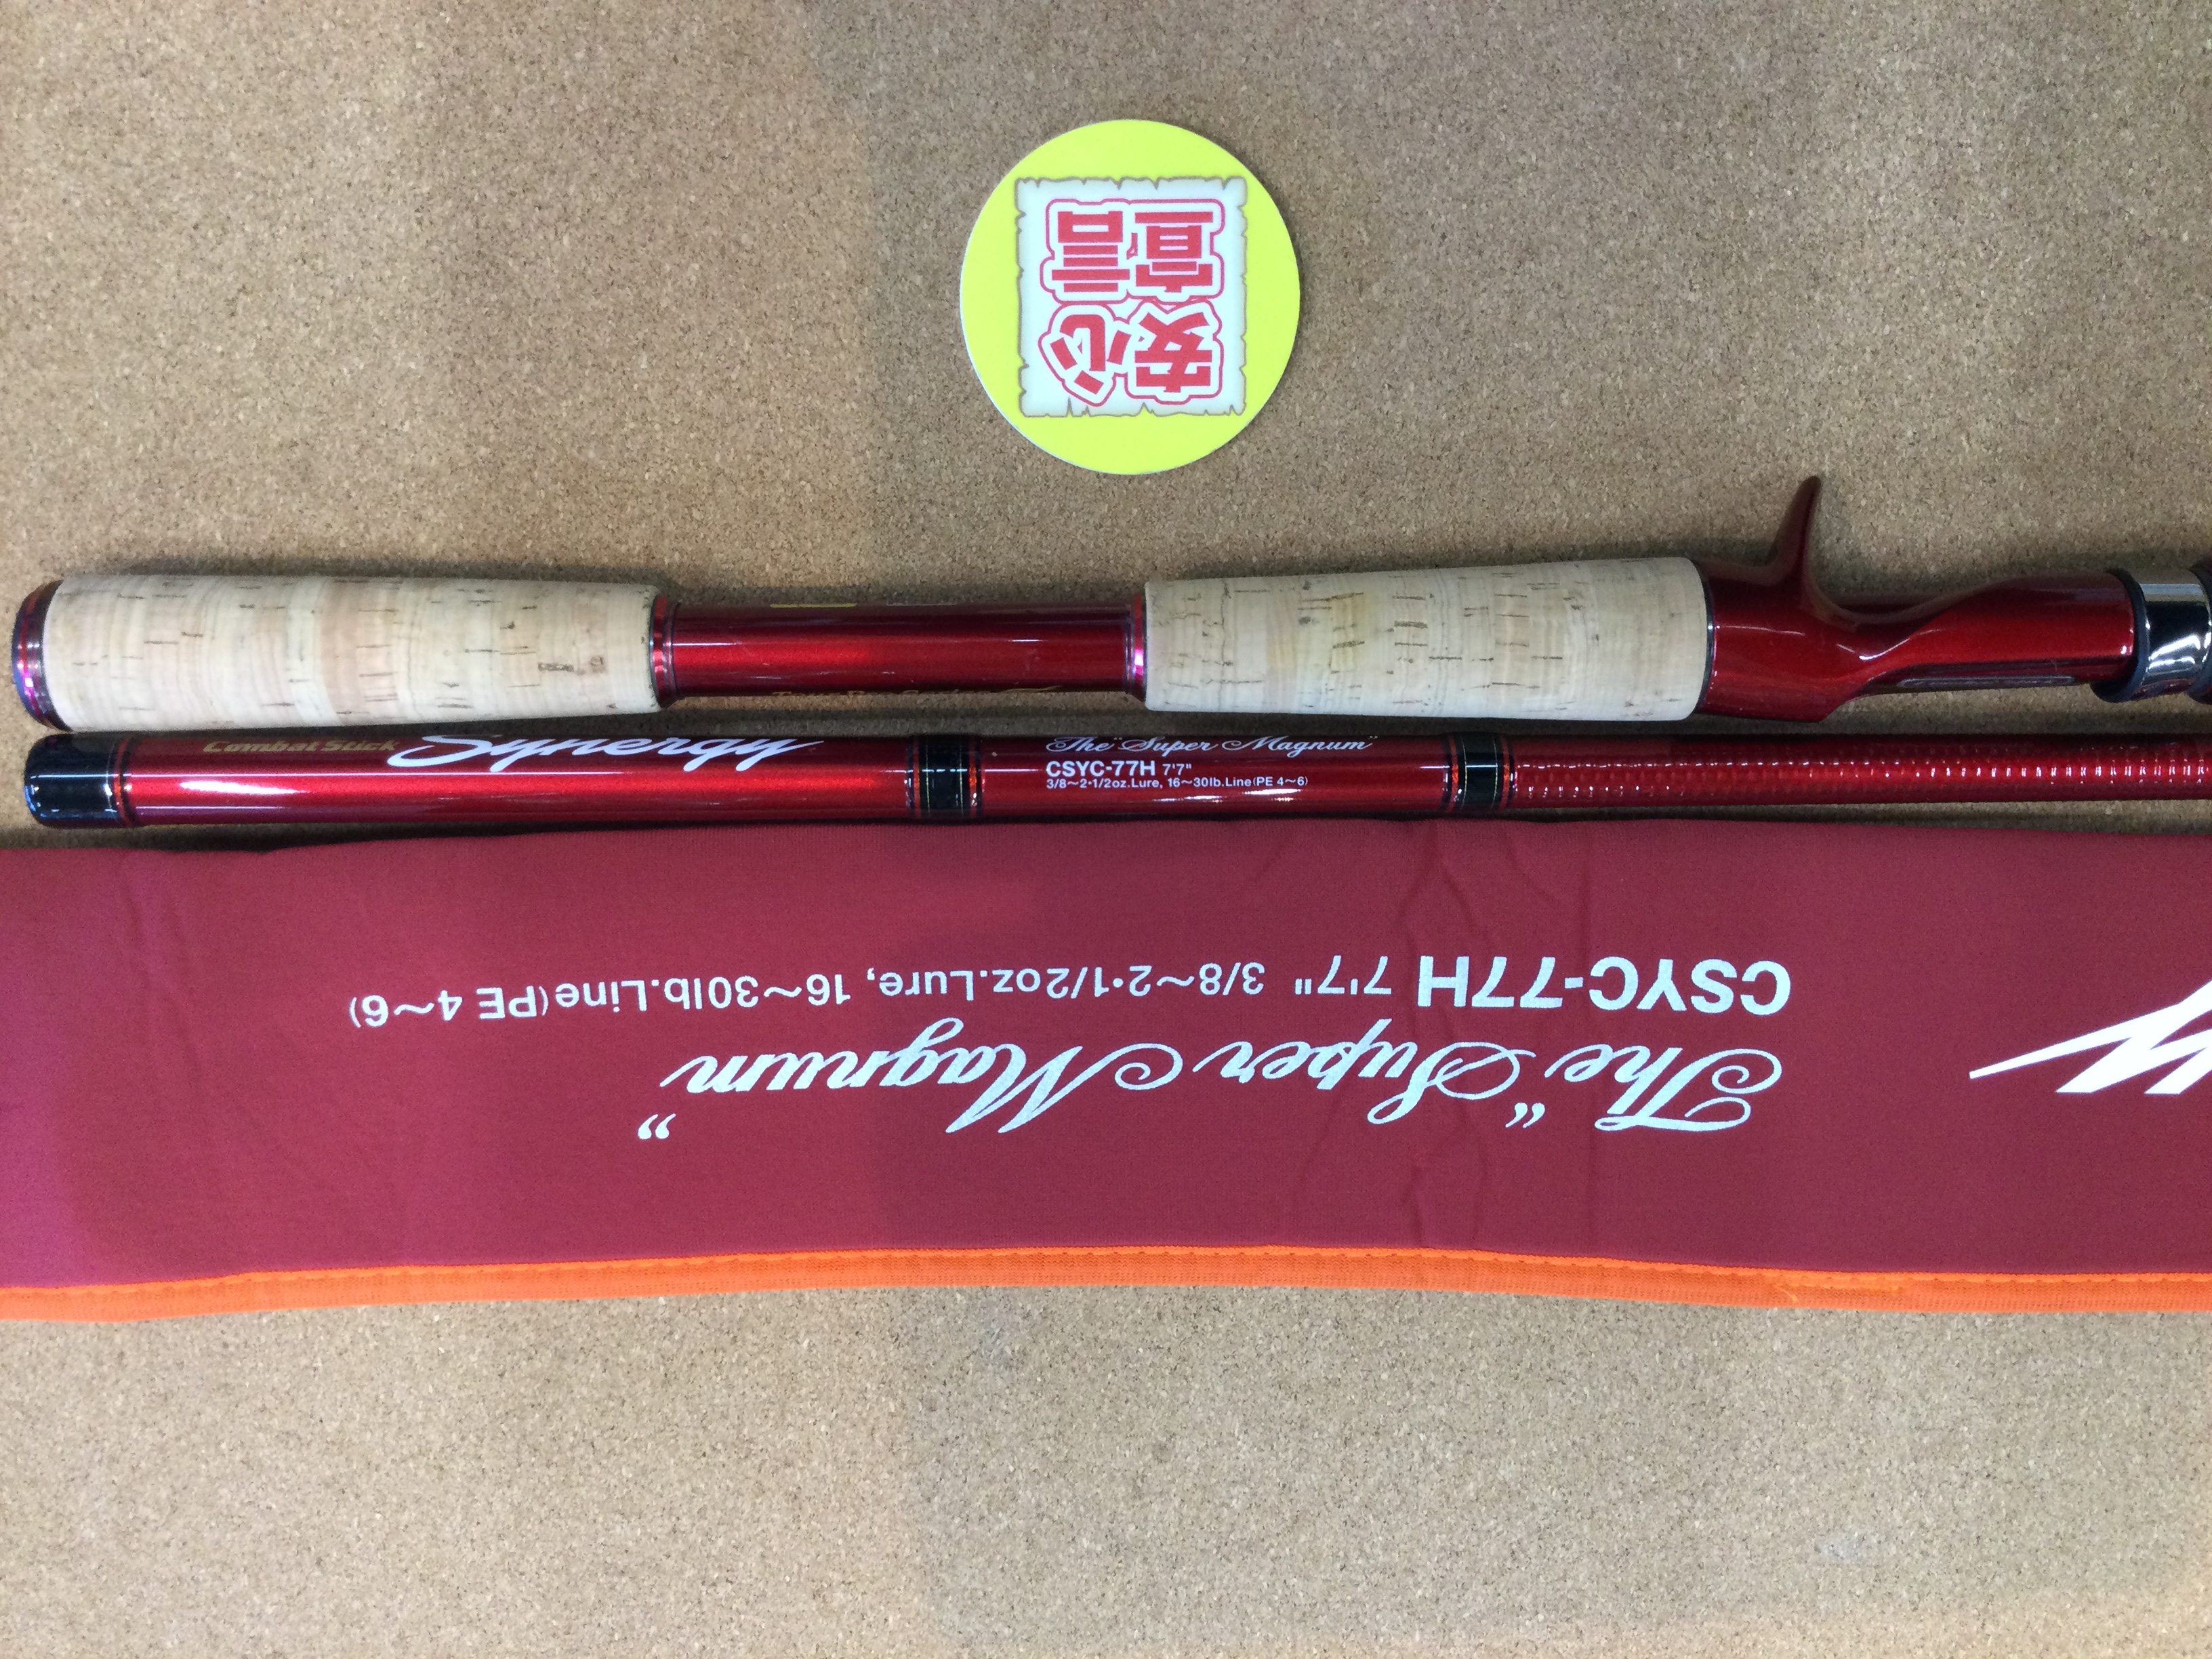 安心
宣言
Combat Stick Synergy
The "Super Magnum"
CSYC-77H 7'7"
3/8～2･1/2oz.Lure, 16～30lb.Line(PE 4～6)
The "Super Magnum"
CSYC-77H 7'7" 3/8～2･1/2oz.Lure, 16～30lb.Line(PE 4～6)